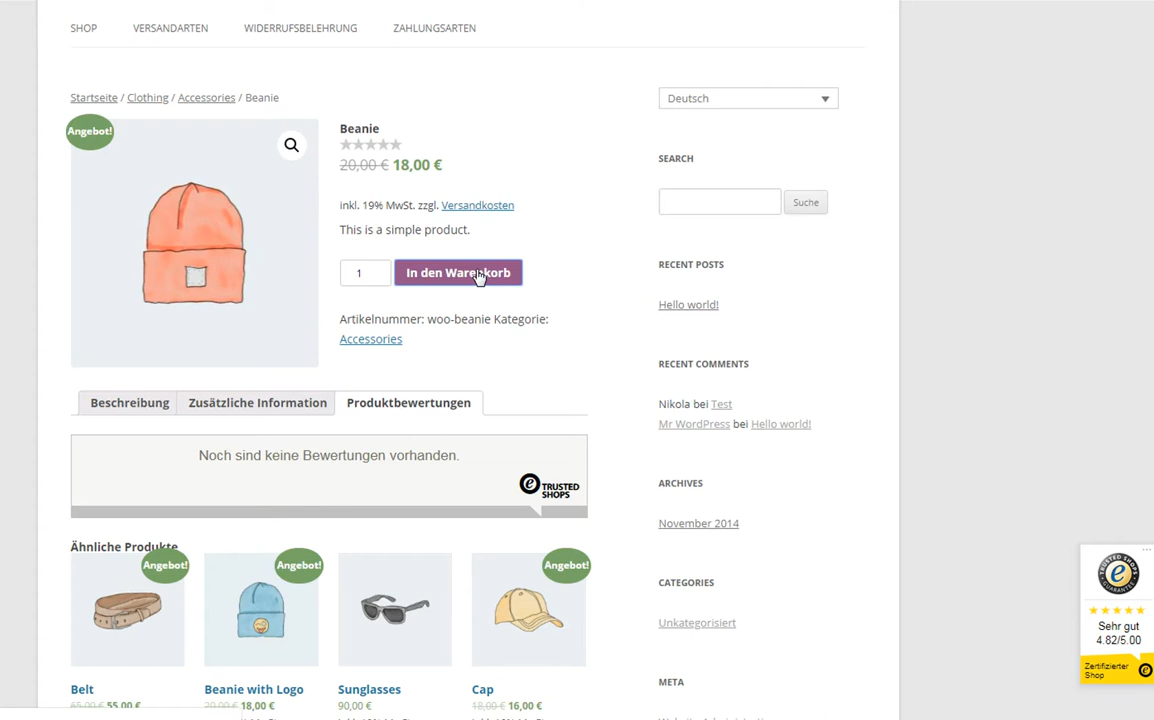 SHOP VERSANDARTEN WIDERRUFSBELEHRUNG ZAHLUNGSARTEN
Startseite / Clothing / Accessories / Beanie
Angebot!
Beanie
20,00 € 18,00 €
inkl. 19% MwSt. zzgl. Versandkosten
This is a simple product.
1 In den Warenkorb
Artikelnummer: woo-beanie Kategorie:
Accessories
Beschreibung Zusätzliche Information Produktbewertungen
Noch sind keine Bewertungen vorhanden.
e TRUSTED
SHOPS
Ähnliche Produkte
Angebot! Angebot! Angebot!
Belt Beanie with Logo Sunglasses Cap
65,00 € 55,00 € 20,00 € 18,00 € 90,00 € 18,00 € 16,00 €
Deutsch
SEARCH
Suche
RECENT POSTS
Hello world!
RECENT COMMENTS
Nikola bei Test
Mr WordPress bei Hello world!
ARCHIVES
November 2014
CATEGORIES
Unkategorisiert
META
TRUSTED SHOPS
e
GUARANTEE
Sehr gut
4.82/5.00
Zertifizierter
Shop
e